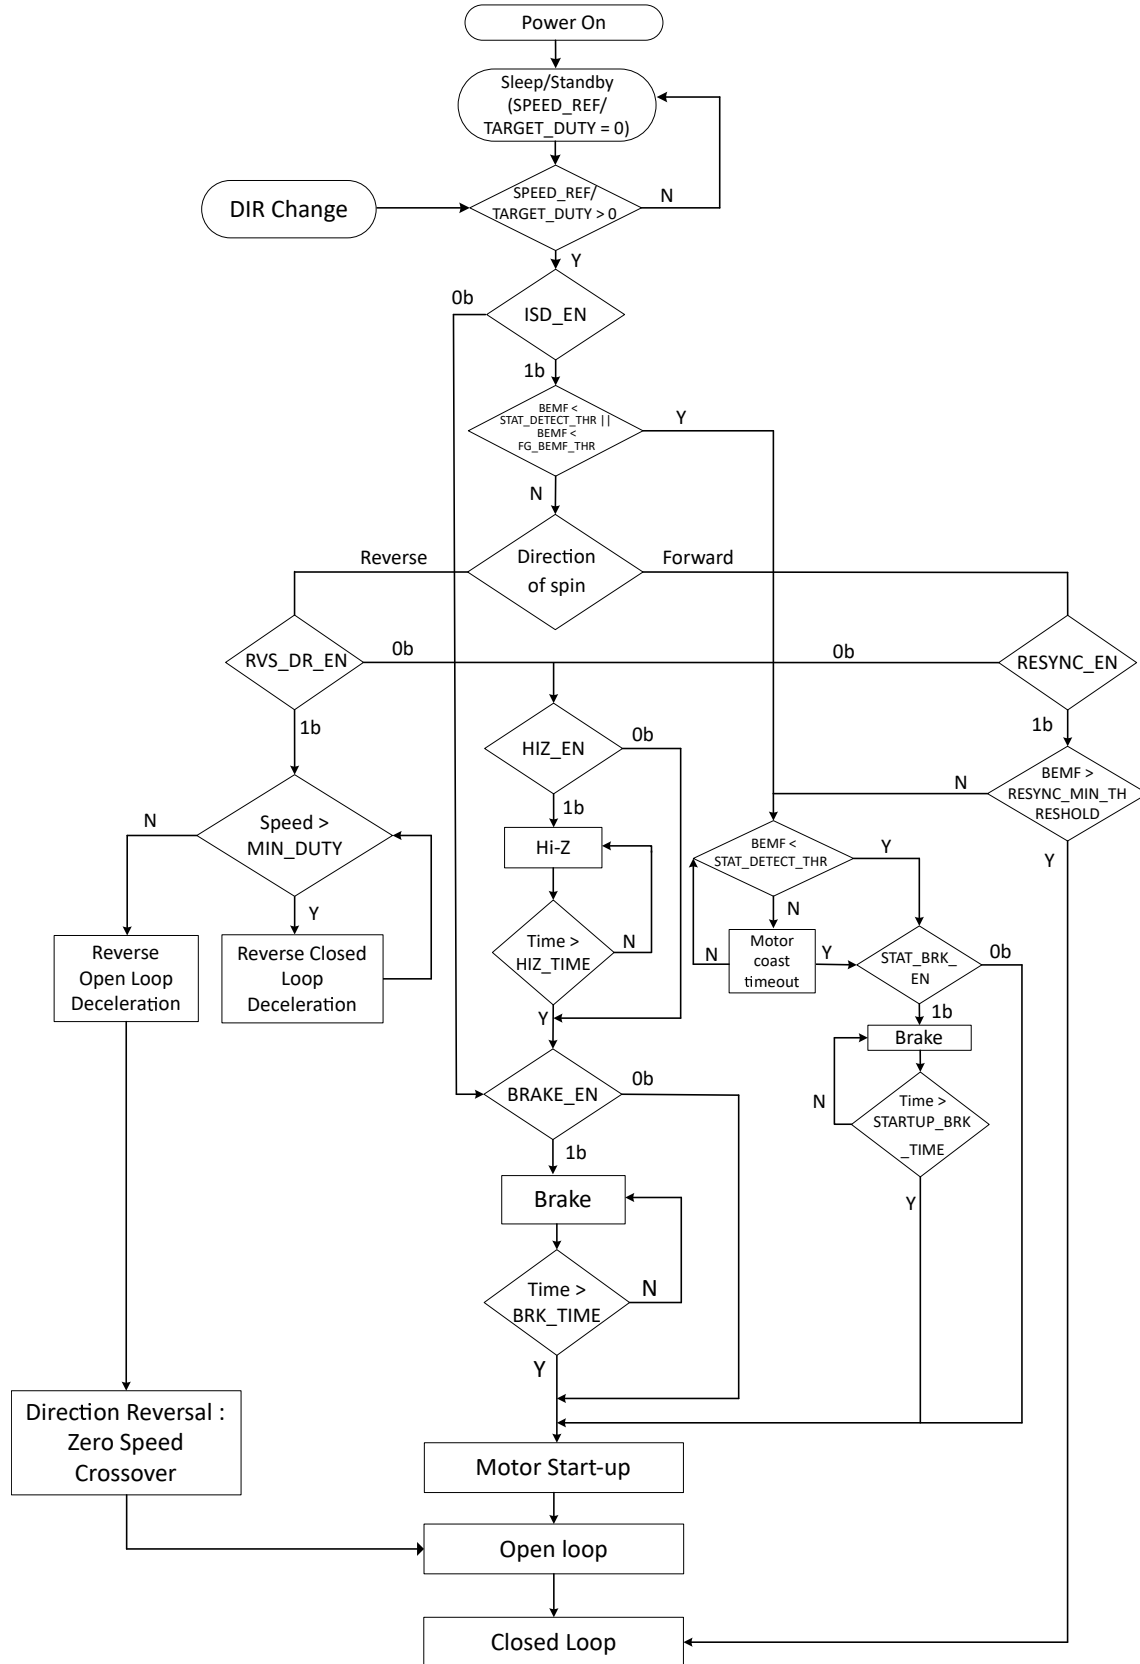 Power On
Sleep/Standby
(SPEED_REF/
TARGET_DUTY = 0)
SPEED_REF/
TARGET_DUTY > 0
N
DIR Change
Y
0b
ISD_EN
1b
BEMF <
STAT_DETECT_THR ||
BEMF <
FG_BEMF_THR
Y
N
Reverse
Direction
of spin
Forward
RVS_DR_EN
0b
0b
RESYNC_EN
1b
1b
HIZ_EN
0b
BEMF >
RESYNC_MIN_TH
RESHOLD
N
Y
1b
N
Speed >
MIN_DUTY
Y
Hi-Z
BEMF <
STAT_DETECT_THR
Y
N
Reverse
Open Loop
Deceleration
Reverse Closed
Loop
Deceleration
Time >
HIZ_TIME
N
Y
N
Motor
coast
timeout
Y
STAT_BRK_
EN
0b
1b
Brake
BRAKE_EN
0b
1b
N
Time >
STARTUP_BRK
_TIME
Y
Brake
Time >
BRK_TIME
N
Y
Direction Reversal :
Zero Speed
Crossover
Motor Start-up
Open loop
Closed Loop